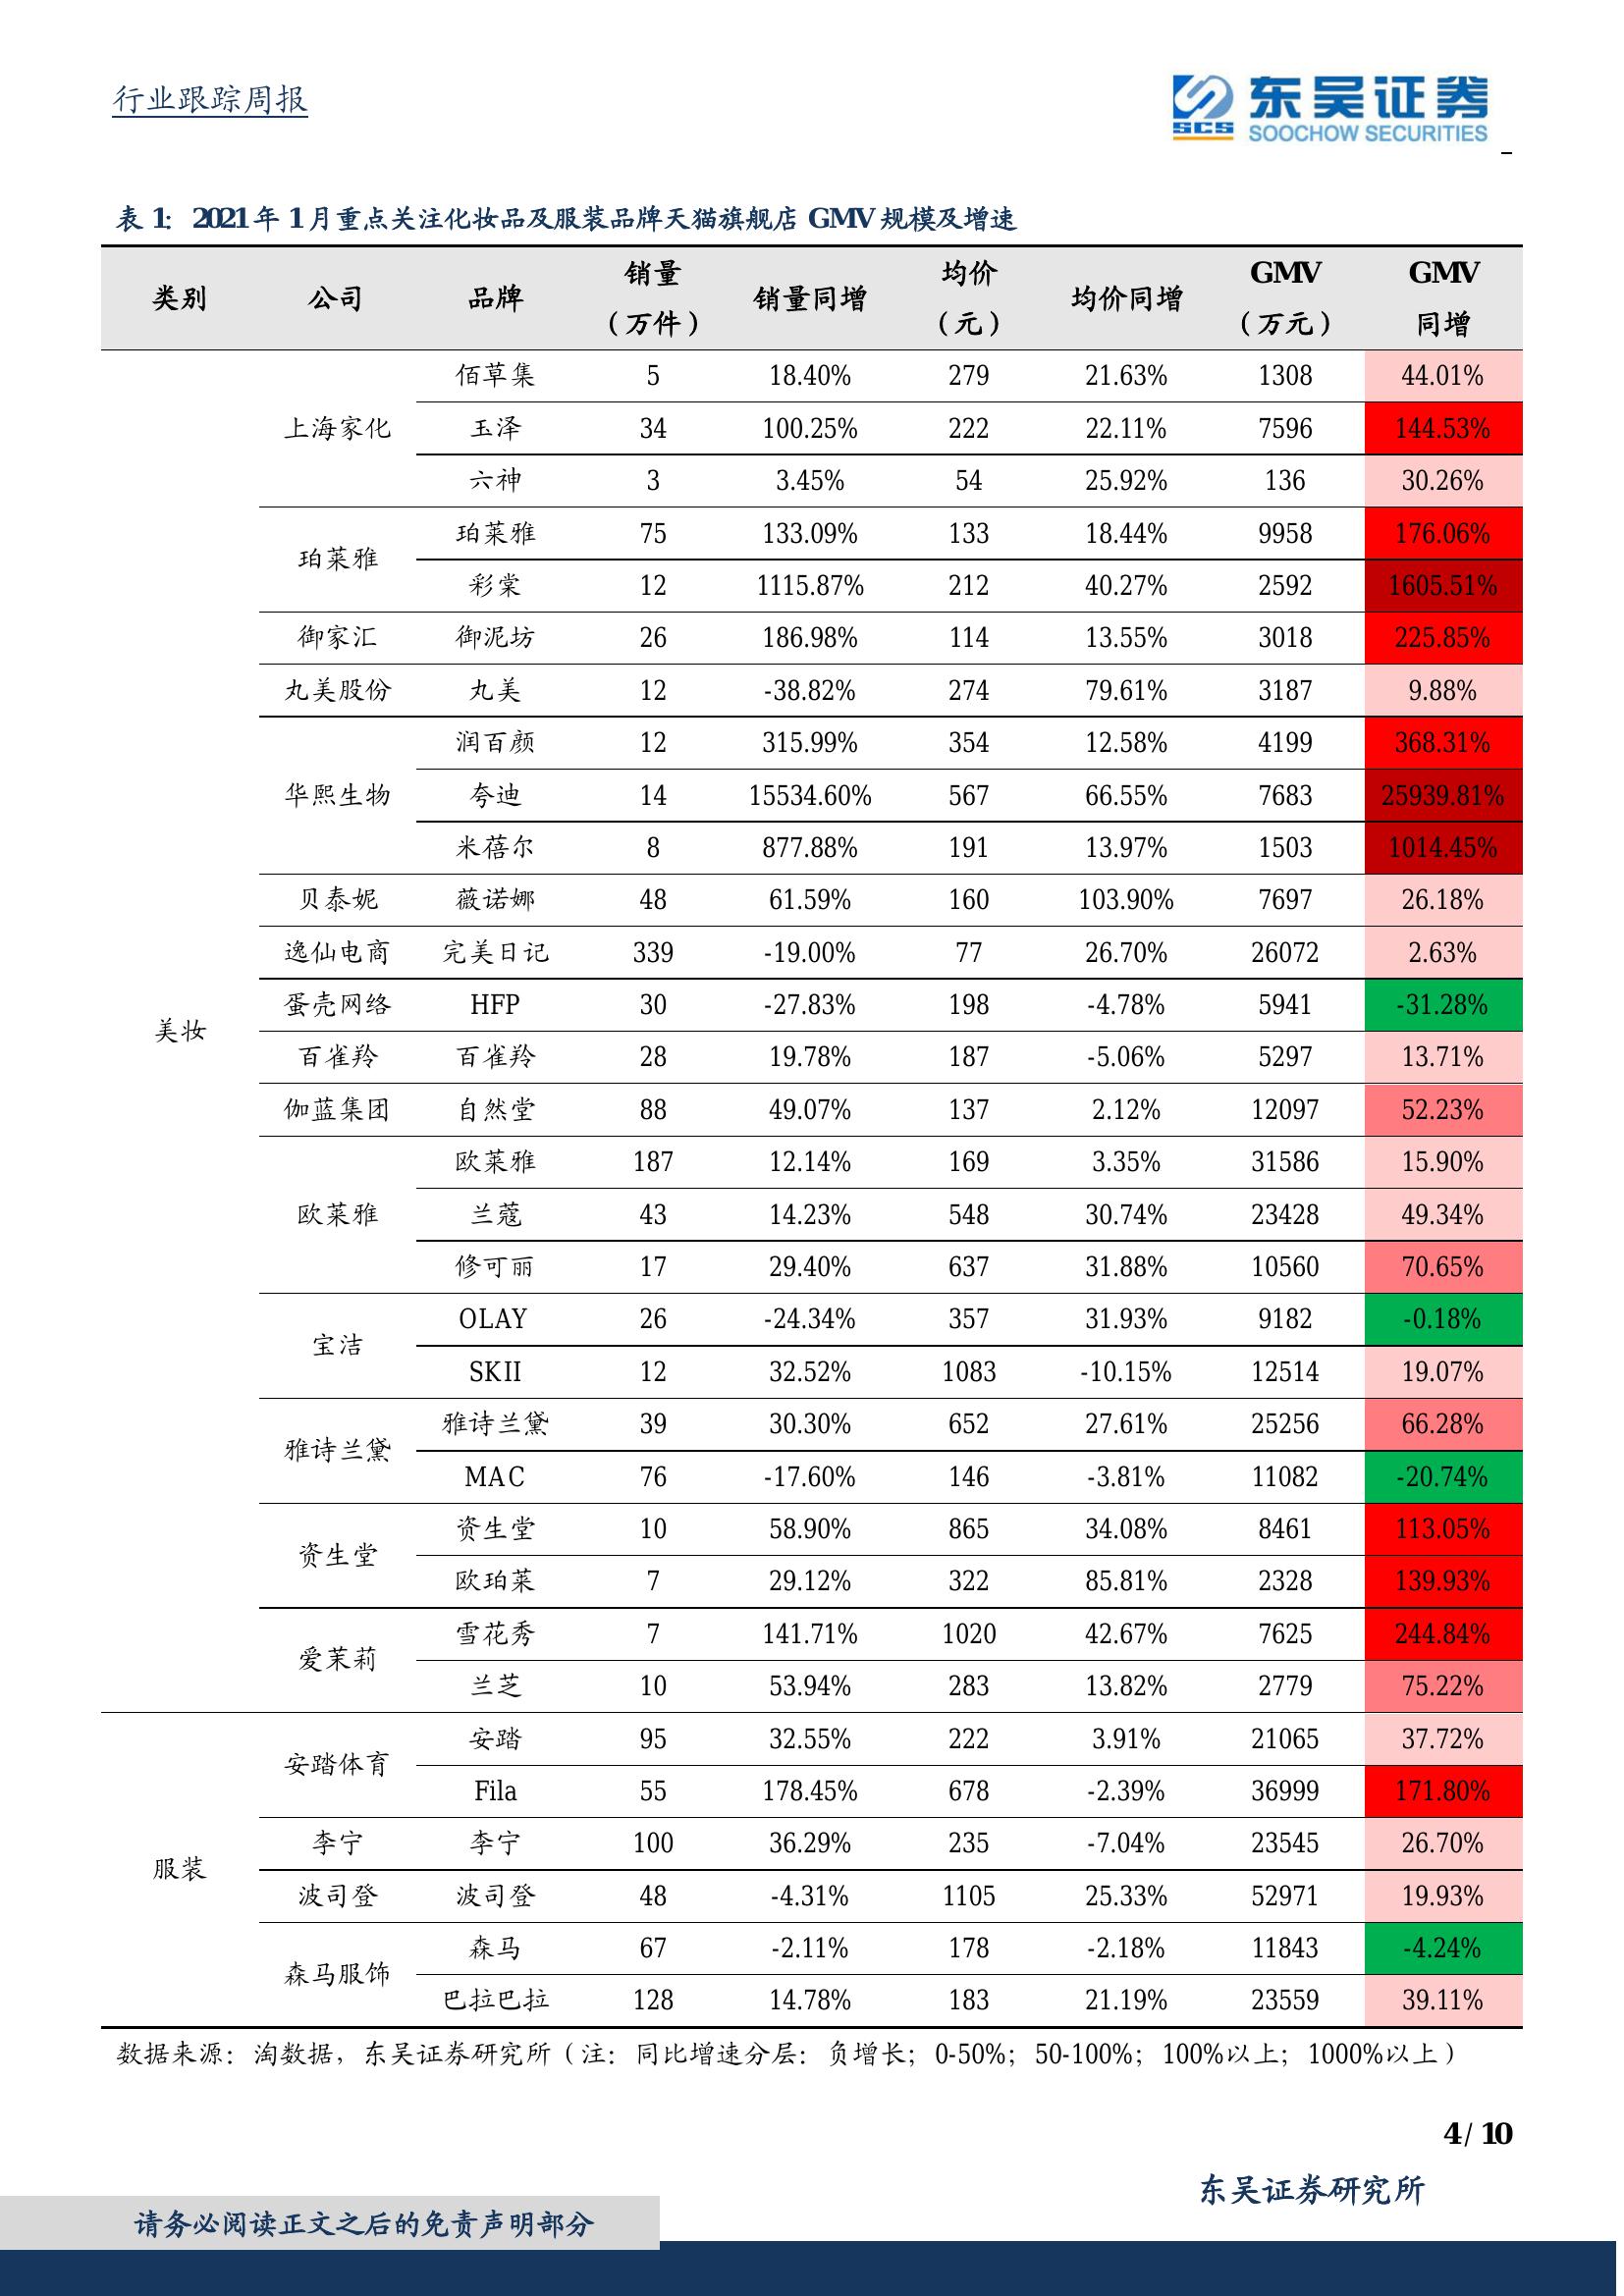 行业跟踪周报
东吴证券
SCS
SOOCHOW SECURITIES
表 1: 2021 年 1 月重点关注化妆品及服装品牌天猫旗舰店 GMV 规模及增速
类别 公司 品牌 销量（万件） 销量同增 均价（元） 均价同增 GMV（万元） GMV 同增
美妆
上海家化
佰草集 5 18.40% 279 21.63% 1308 44.01%
玉泽 34 100.25% 222 22.11% 7596 144.53%
六神 3 3.45% 54 25.92% 136 30.26%
珀莱雅
珀莱雅 75 133.09% 133 18.44% 9958 176.06%
彩棠 12 1115.87% 212 40.27% 2592 1605.51%
御家汇 御泥坊 26 186.98% 114 13.55% 3018 225.85%
丸美股份 丸美 12 -38.82% 274 79.61% 3187 9.88%
华熙生物
润百颜 12 315.99% 354 12.58% 4199 368.31%
夸迪 14 15534.60% 567 66.55% 7683 25939.81%
米蓓尔 8 877.88% 191 13.97% 1503 1014.45%
贝泰妮 薇诺娜 48 61.59% 160 103.90% 7697 26.18%
逸仙电商 完美日记 339 -19.00% 77 26.70% 26072 2.63%
蛋壳网络 HFP 30 -27.83% 198 -4.78% 5941 -31.28%
百雀羚 百雀羚 28 19.78% 187 -5.06% 5297 13.71%
伽蓝集团 自然堂 88 49.07% 137 2.12% 12097 52.23%
欧莱雅
欧莱雅 187 12.14% 169 3.35% 31586 15.90%
兰蔻 43 14.23% 548 30.74% 23428 49.34%
修可丽 17 29.40% 637 31.88% 10560 70.65%
宝洁
OLAY 26 -24.34% 357 31.93% 9182 -0.18%
SKII 12 32.52% 1083 -10.15% 12514 19.07%
雅诗兰黛
雅诗兰黛 39 30.30% 652 27.61% 25256 66.28%
MAC 76 -17.60% 146 -3.81% 11082 -20.74%
资生堂
资生堂 10 58.90% 865 34.08% 8461 113.05%
欧珀莱 7 29.12% 322 85.81% 2328 139.93%
爱茉莉
雪花秀 7 141.71% 1020 42.67% 7625 244.84%
兰芝 10 53.94% 283 13.82% 2779 75.22%
服装
安踏体育
安踏 95 32.55% 222 3.91% 21065 37.72%
Fila 55 178.45% 678 -2.39% 36999 171.80%
李宁 李宁 100 36.29% 235 -7.04% 23545 26.70%
波司登 波司登 48 -4.31% 1105 25.33% 52971 19.93%
森马服饰
森马 67 -2.11% 178 -2.18% 11843 -4.24%
巴拉巴拉 128 14.78% 183 21.19% 23559 39.11%
数据来源：淘数据，东吴证券研究所（注：同比增速分层：负增长；0-50%；50-100%；100%以上；1000%以上）
4 / 10
东吴证券研究所
请务必阅读正文之后的免责声明部分